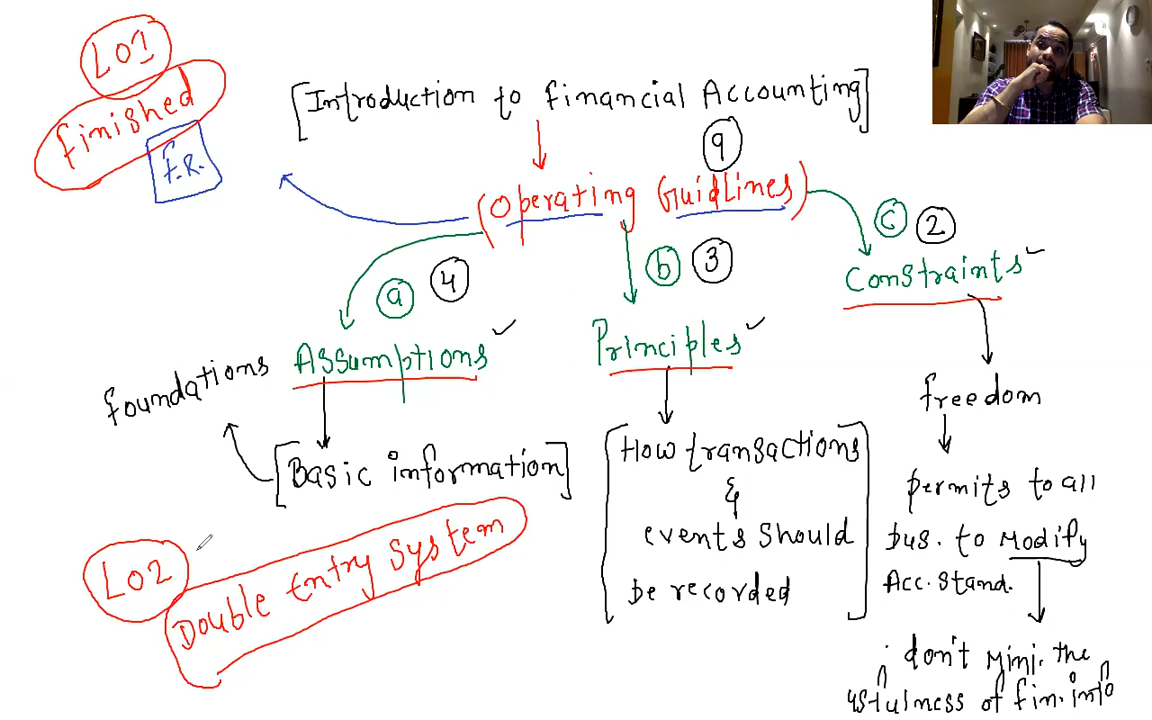 LO1
Finished
F.R.
[Introduction to Financial Accounting]
9
(Operating Guidlines)
a 4
b 3
c 2
Assumptions
Principles
Constraints
Foundations
[Basic information]
[How transactions
&
events should
be recorded]
freedom
permits to all
bus. to Modify
Acc. Stand.
don't Mini. the
usfulness of fin. info
LO2
Double Entry System